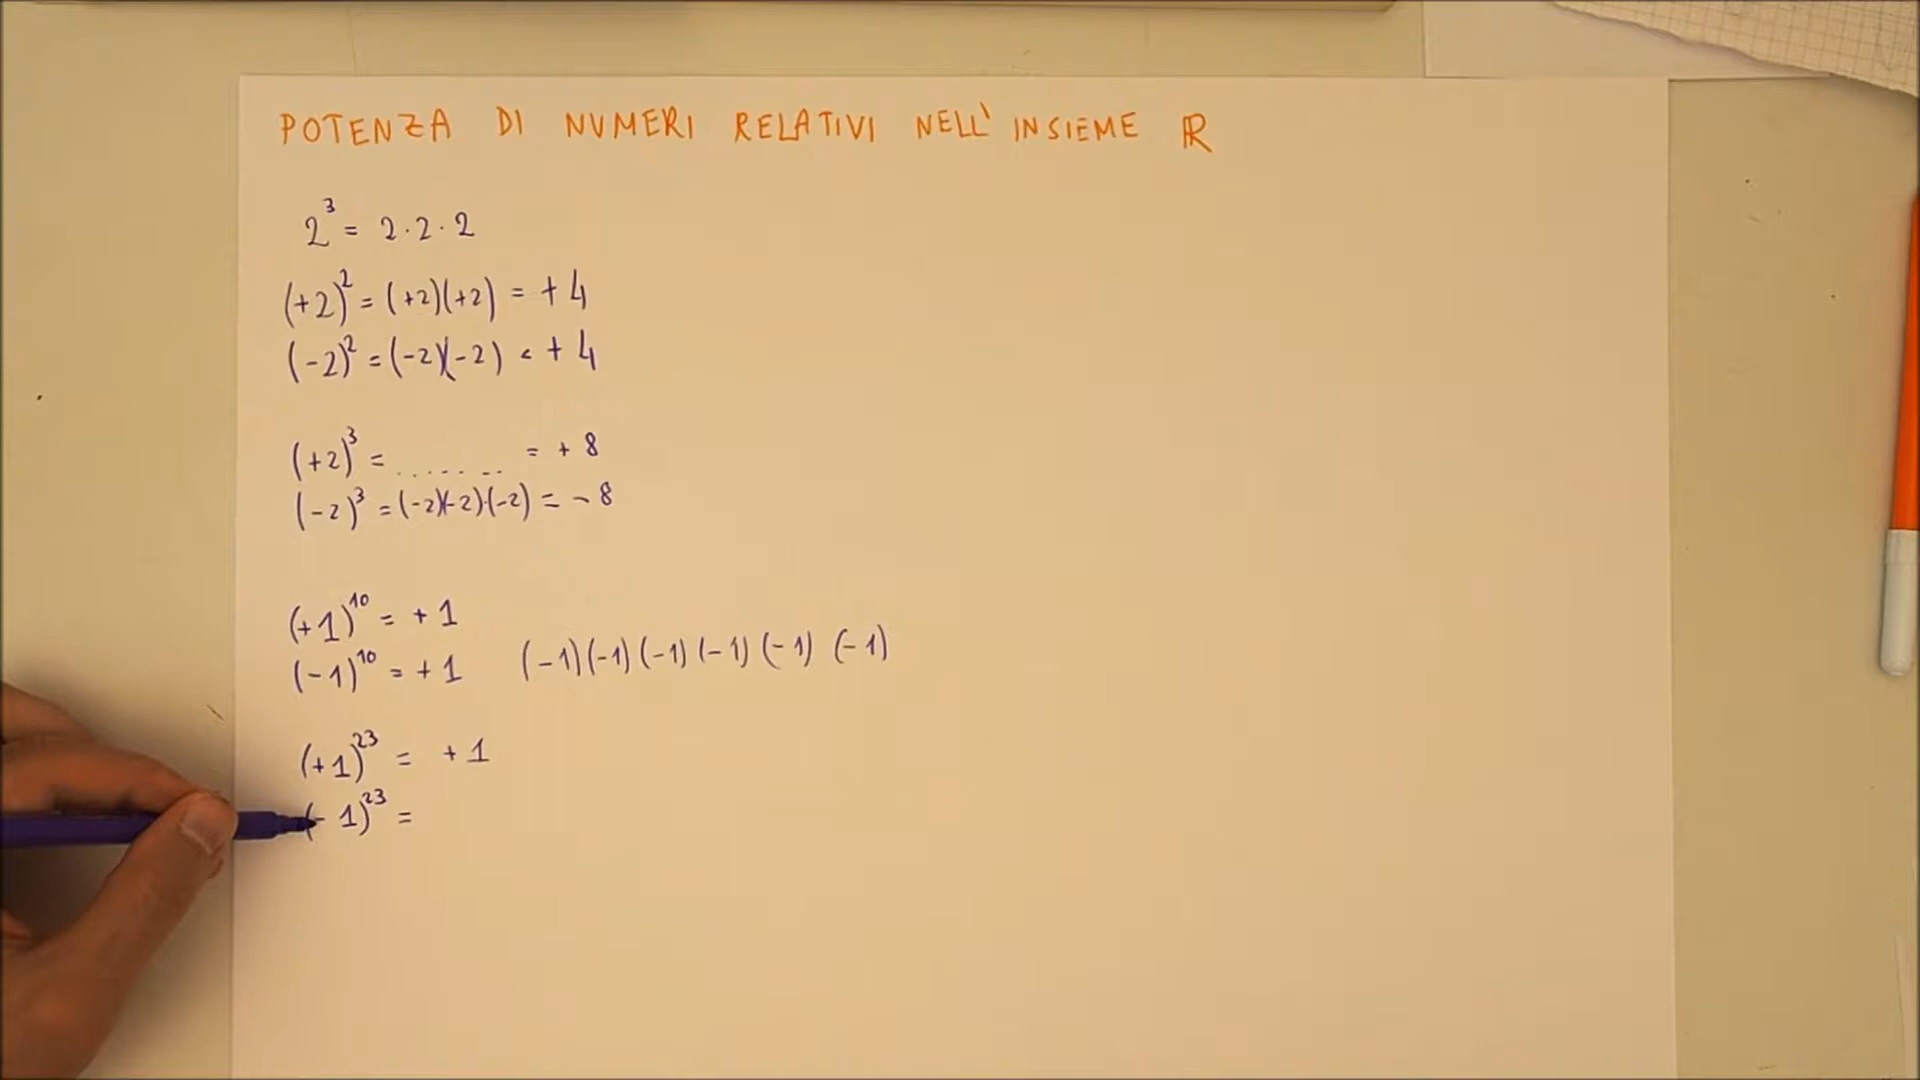 POTENZA DI NUMERI RELATIVI NELL' INSIEME ℝ
2³ = 2·2·2
(+2)² = (+2)(+2) = +4
(-2)² = (-2)(-2) = +4
(+2)³ = ........ = +8
(-2)³ = (-2)(-2)·(-2) = -8
(+1)¹⁰ = +1
(-1)¹⁰ = +1 (-1)(-1)(-1)(-1)(-1) (-1)
(+1)²³ = +1
(-1)²³ =